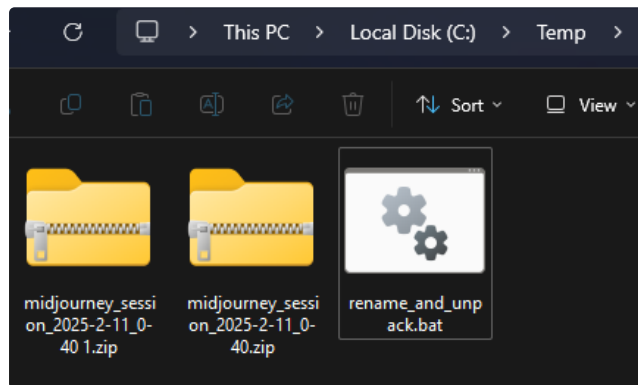 This PC > Local Disk (C:) > Temp >
Sort View
midjourney_sessi
on_2025-2-11_0-
40 1.zip
midjourney_sessi
on_2025-2-11_0-
40.zip
rename_and_unp
ack.bat